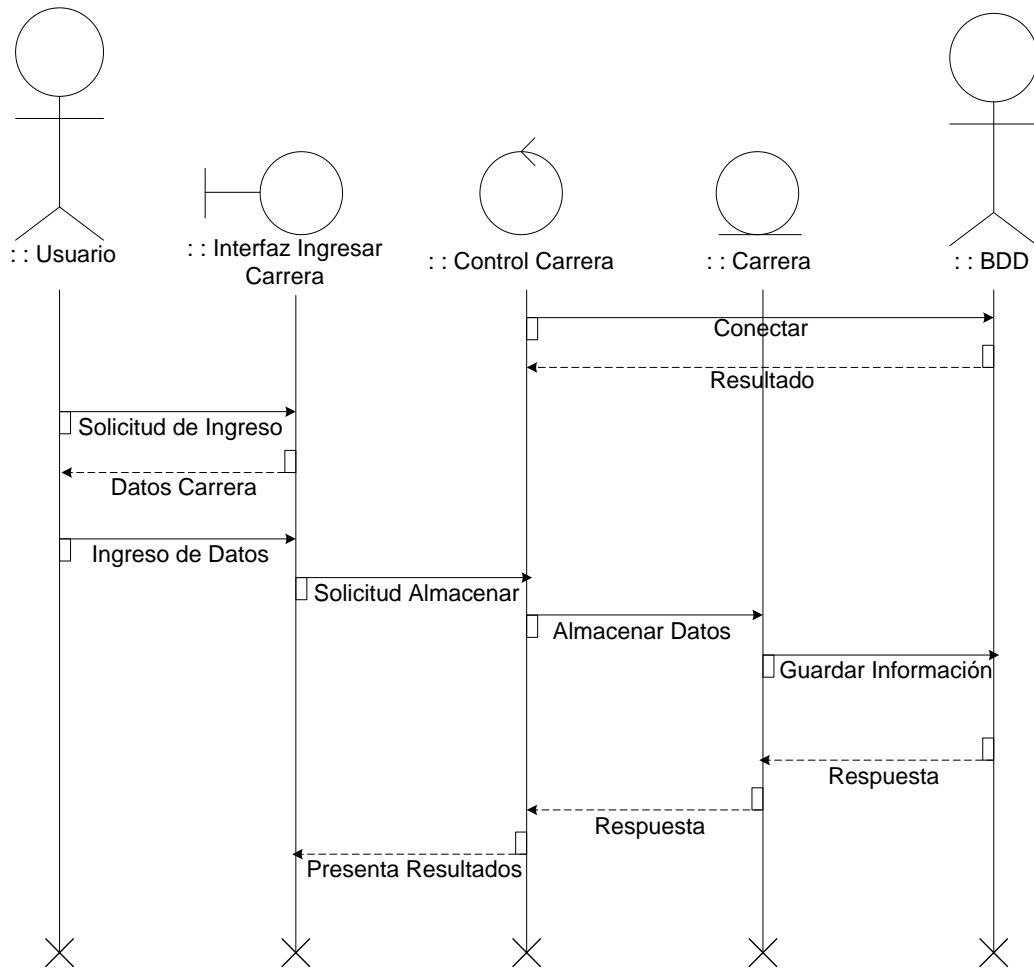 : : Usuario
: : Interfaz Ingresar
Carrera
: : Control Carrera
: : Carrera
: : BDD
Conectar
Resultado
Solicitud de Ingreso
Datos Carrera
Ingreso de Datos
Solicitud Almacenar
Almacenar Datos
Guardar Información
Respuesta
Respuesta
Presenta Resultados